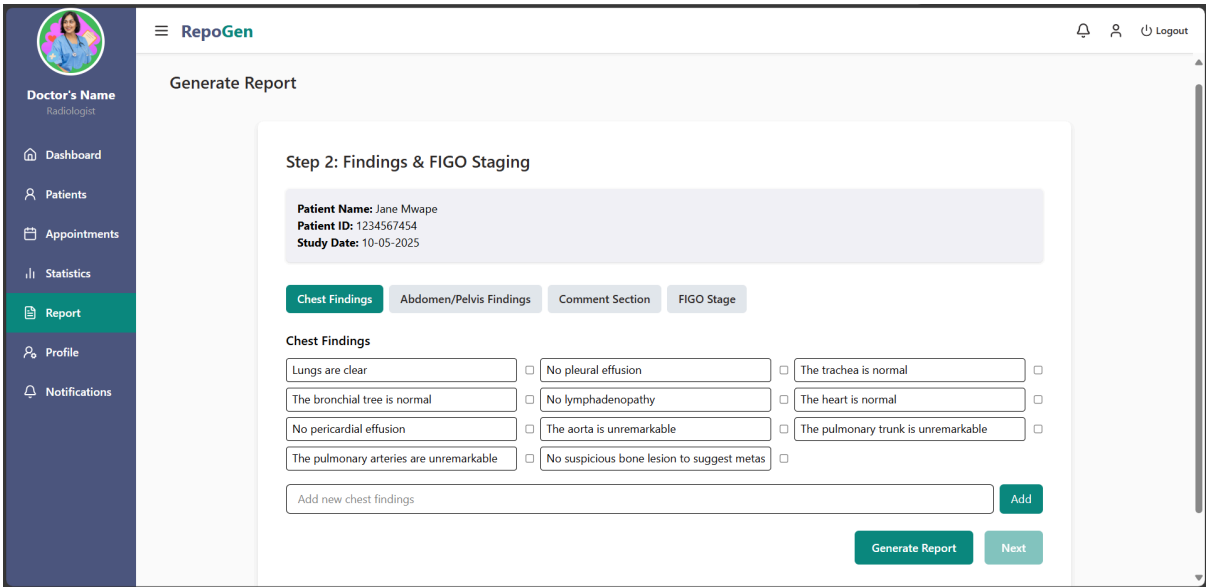 RepoGen
Logout
Doctor's Name
Radiologist
Dashboard
Patients
Appointments
Statistics
Report
Profile
Notifications
Generate Report
Step 2: Findings & FIGO Staging
Patient Name: Jane Mwape
Patient ID: 1234567454
Study Date: 10-05-2025
Chest Findings Abdomen/Pelvis Findings Comment Section FIGO Stage
Chest Findings
Lungs are clear No pleural effusion The trachea is normal
The bronchial tree is normal No lymphadenopathy The heart is normal
No pericardial effusion The aorta is unremarkable The pulmonary trunk is unremarkable
The pulmonary arteries are unremarkable No suspicious bone lesion to suggest metas
Add new chest findings Add
Generate Report Next